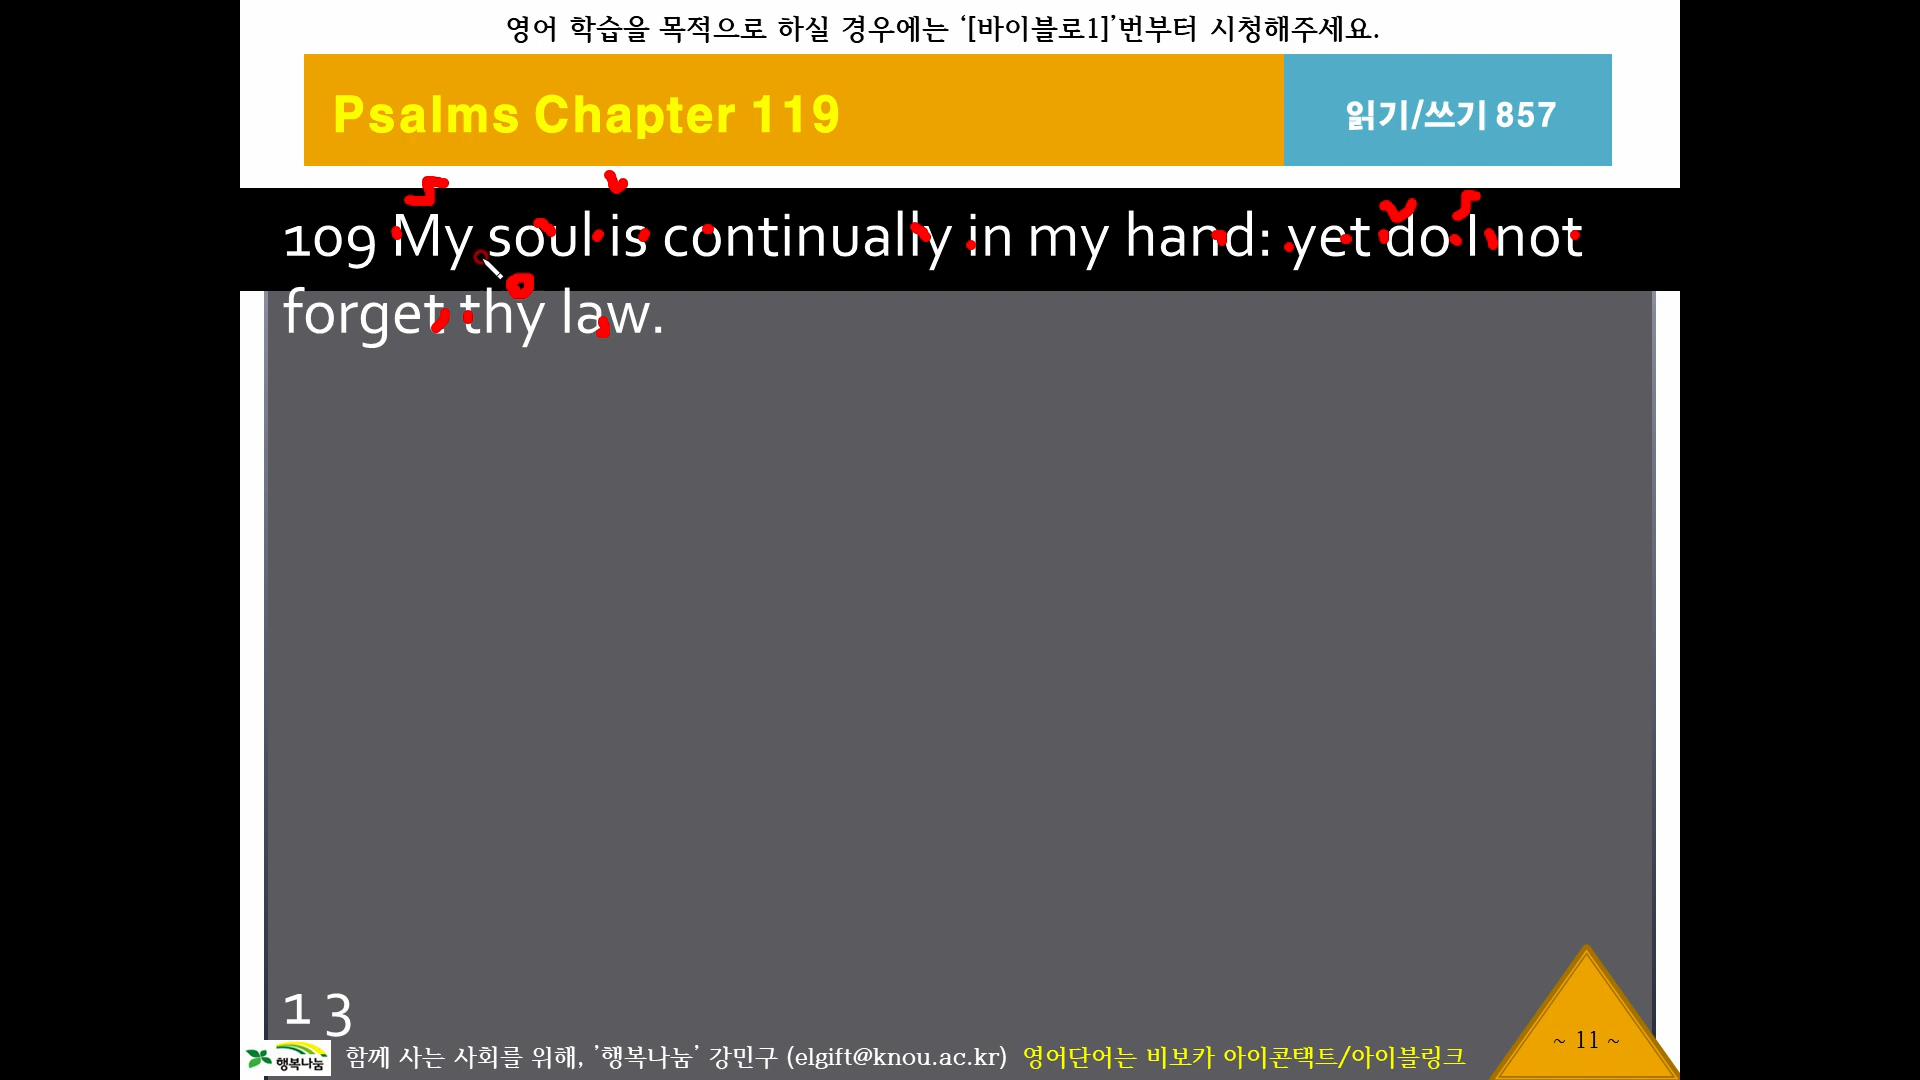 영어 학습을 목적으로 하실 경우에는 ‘[바이블로1]’번부터 시청해주세요.
Psalms Chapter 119
읽기/쓰기 857
109 My soul is continually in my hand: yet do I not
forget thy law.
1 3
~ 11 ~
행복나눔
함께 사는 사회를 위해, ’행복나눔’ 강민구 (elgift@knou.ac.kr) 영어단어는 비보카 아이콘택트/아이블링크